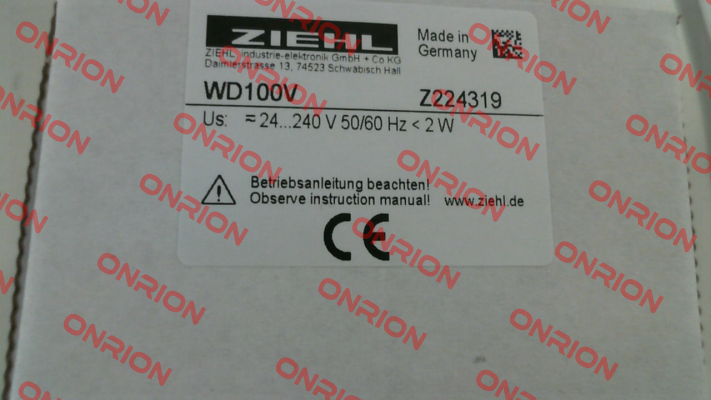 ZIEHL
Made in
Germany
ZIEHL industrie-elektronik GmbH + Co KG
Daimlerstrasse 13, 74523 Schwäbisch Hall
WD100V Z224319
Us: ≂ 24...240 V 50/60 Hz < 2 W
Betriebsanleitung beachten!
Observe instruction manual! www.ziehl.de
CE
ONRION